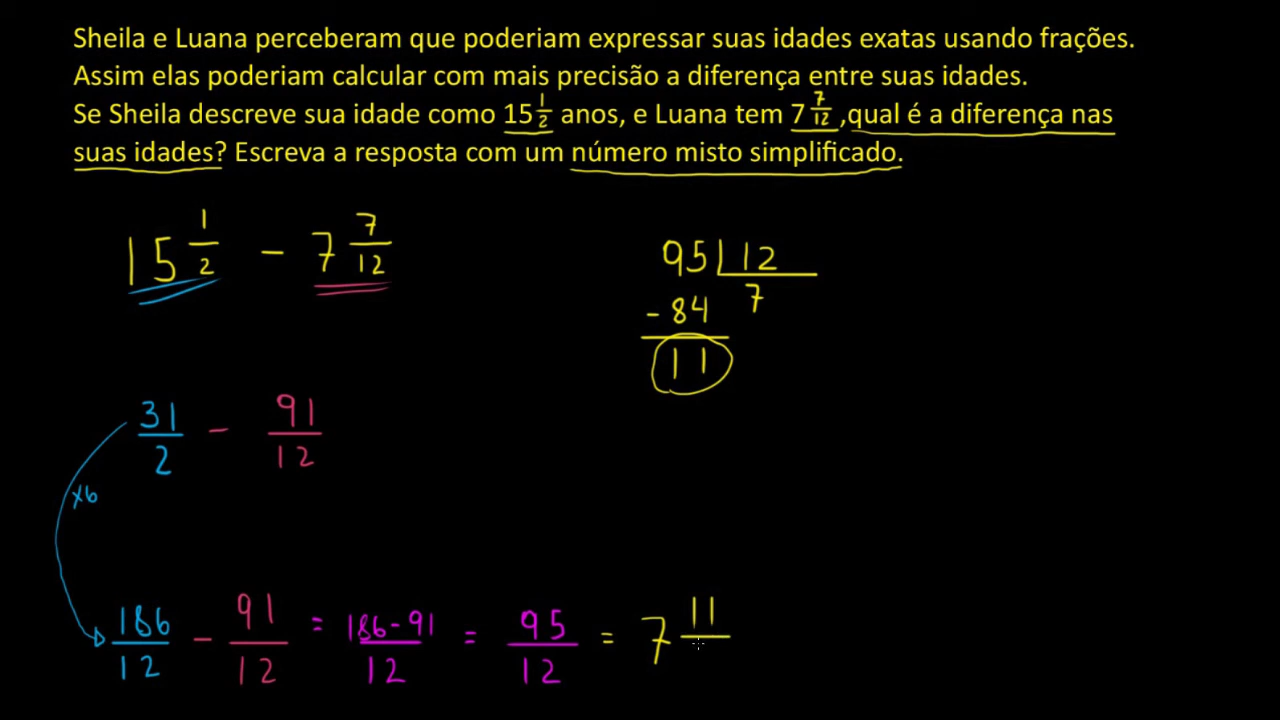 Sheila e Luana perceberam que poderiam expressar suas idades exatas usando frações.
Assim elas poderiam calcular com mais precisão a diferença entre suas idades.
Se Sheila descreve sua idade como 15 1/2 anos, e Luana tem 7 7/12 ,qual é a diferença nas
suas idades? Escreva a resposta com um número misto simplificado.
15 1/2 - 7 7/12
95 | 12
- 84 7
11
31/2 - 91/12
x6
186/12 - 91/12 = 186-91/12 = 95/12 = 7 11/